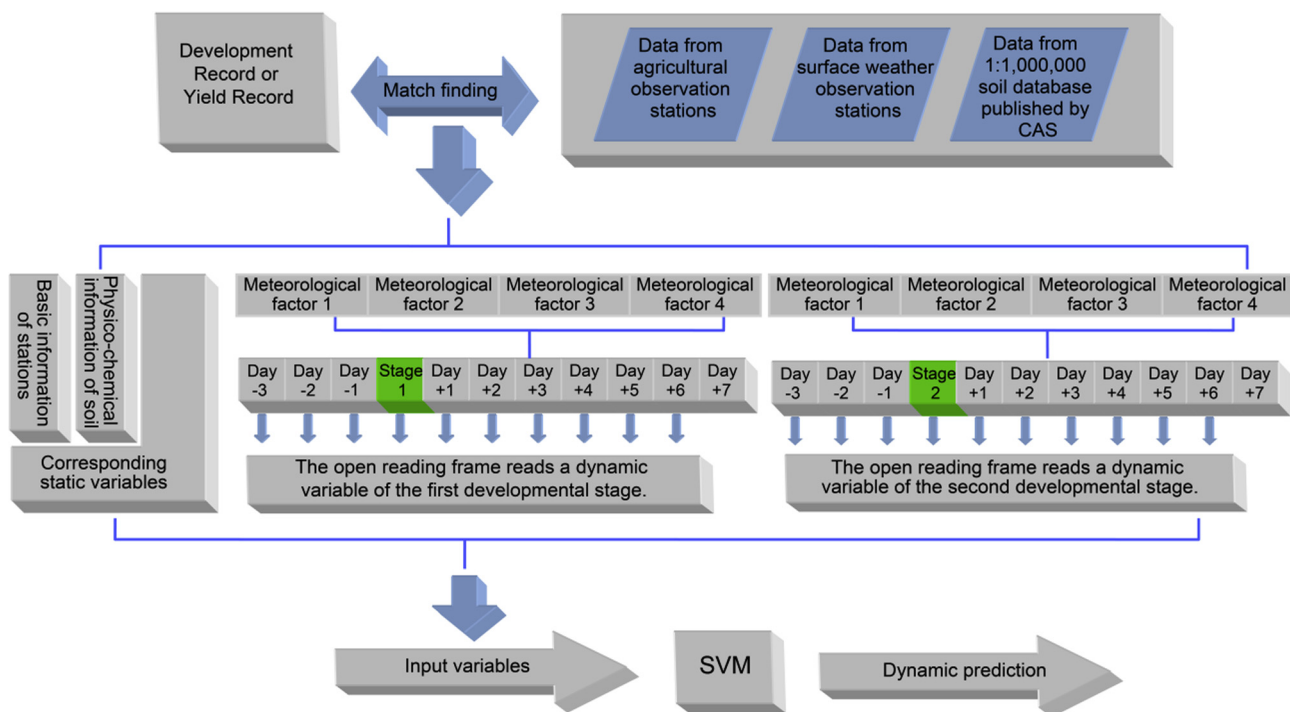 Development
Record or
Yield Record
Match finding
Data from
agricultural
observation
stations
Data from
surface weather
observation
stations
Data from
1:1,000,000
soil database
published by
CAS
Basic information
of stations
Physico-chemical
information of soil
Corresponding
static variables
Meteorological
factor 1
Meteorological
factor 2
Meteorological
factor 3
Meteorological
factor 4
Day
-3
Day
-2
Day
-1
Stage
1
Day
+1
Day
+2
Day
+3
Day
+4
Day
+5
Day
+6
Day
+7
The open reading frame reads a dynamic
variable of the first developmental stage.
Meteorological
factor 1
Meteorological
factor 2
Meteorological
factor 3
Meteorological
factor 4
Day
-3
Day
-2
Day
-1
Stage
2
Day
+1
Day
+2
Day
+3
Day
+4
Day
+5
Day
+6
Day
+7
The open reading frame reads a dynamic
variable of the second developmental stage.
Input variables
SVM
Dynamic prediction